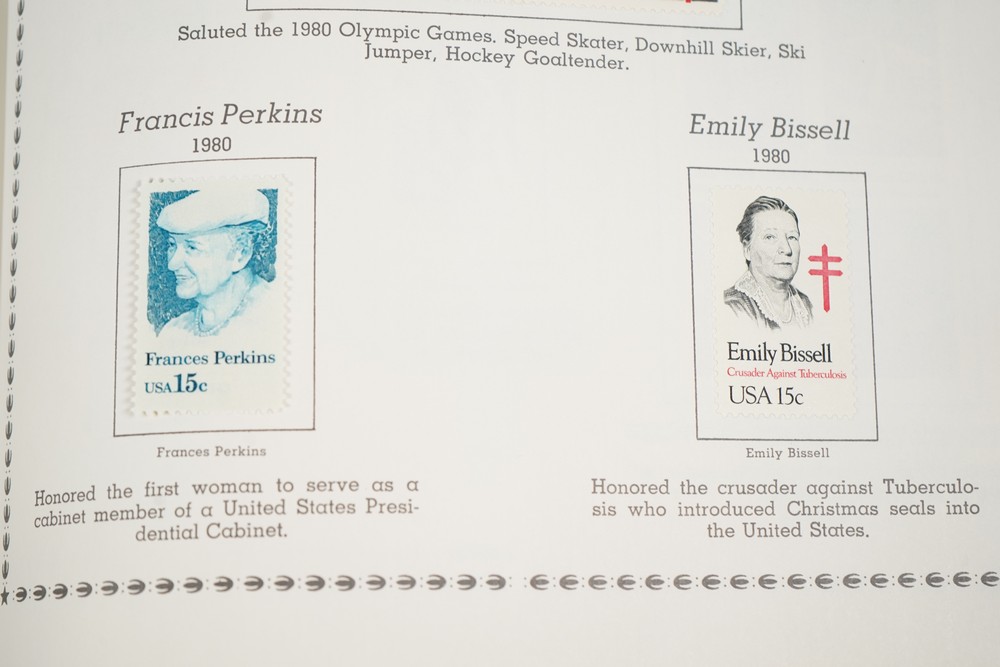 Saluted the 1980 Olympic Games. Speed Skater, Downhill Skier, Ski
Jumper, Hockey Goaltender.
Francis Perkins
1980
Frances Perkins
USA 15c
Frances Perkins
Honored the first woman to serve as a
cabinet member of a United States Presi-
dential Cabinet.
Emily Bissell
1980
Emily Bissell
Crusader Against Tuberculosis
USA 15c
Emily Bissell
Honored the crusader against Tuberculo-
sis who introduced Christmas seals into
the United States.